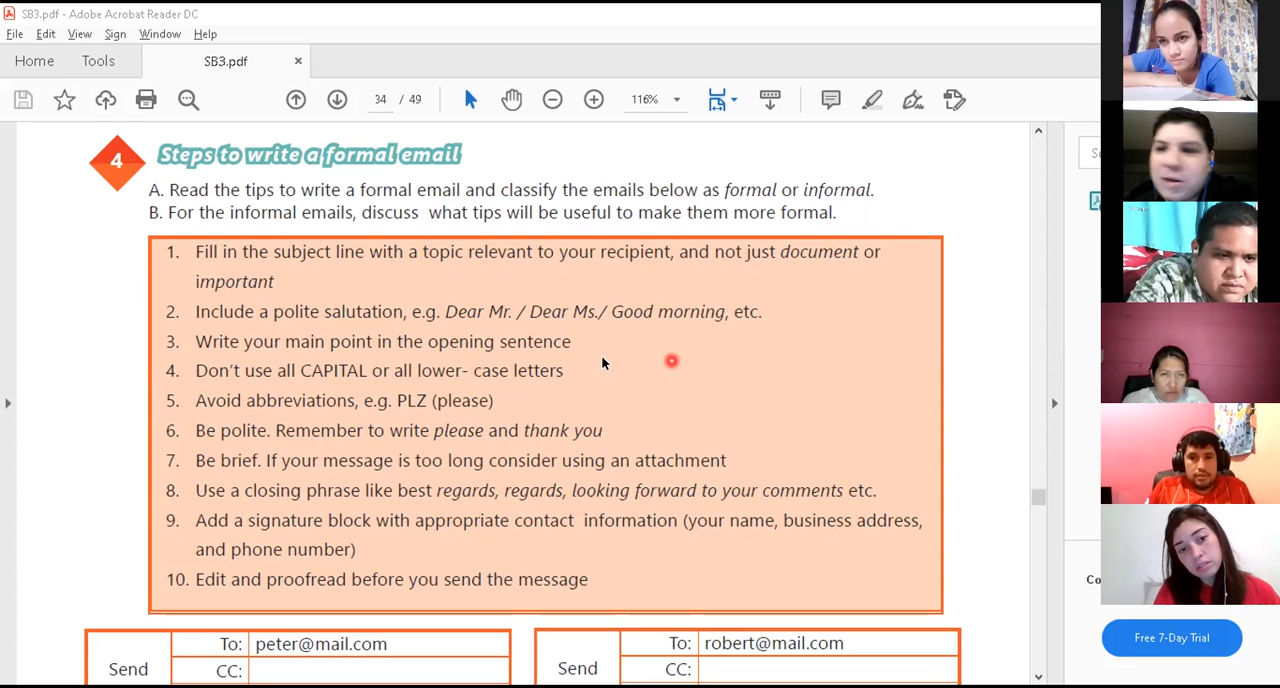 SB3.pdf - Adobe Acrobat Reader DC
File Edit View Sign Window Help
Home Tools SB3.pdf ×
34 / 49 116%
4 Steps to write a formal email
A. Read the tips to write a formal email and classify the emails below as formal or informal.
B. For the informal emails, discuss what tips will be useful to make them more formal.
1. Fill in the subject line with a topic relevant to your recipient, and not just document or
important
2. Include a polite salutation, e.g. Dear Mr. / Dear Ms./ Good morning, etc.
3. Write your main point in the opening sentence
4. Don't use all CAPITAL or all lower- case letters
5. Avoid abbreviations, e.g. PLZ (please)
6. Be polite. Remember to write please and thank you
7. Be brief. If your message is too long consider using an attachment
8. Use a closing phrase like best regards, regards, looking forward to your comments etc.
9. Add a signature block with appropriate contact information (your name, business address,
and phone number)
10. Edit and proofread before you send the message
To: peter@mail.com
Send
CC:
To: robert@mail.com
Send
CC:
Free 7-Day Trial